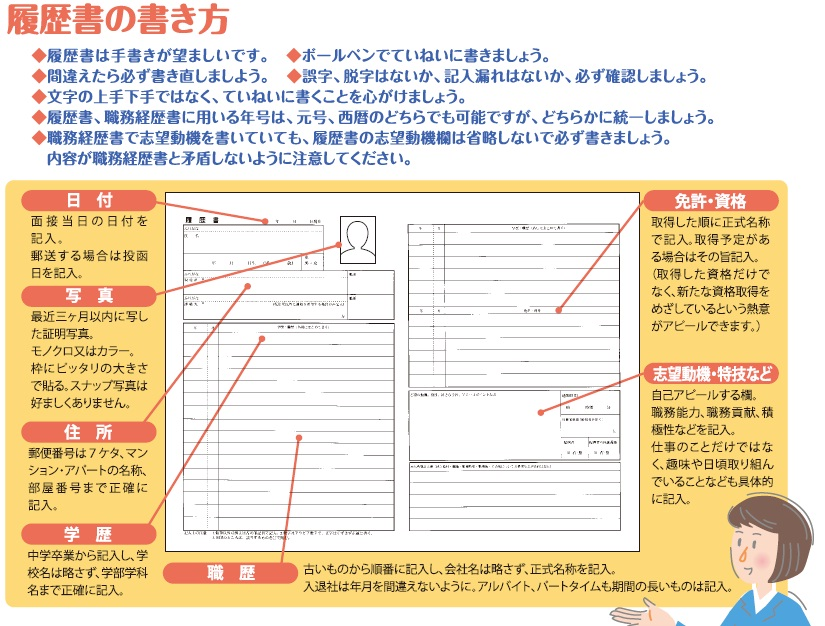 履歴書の書き方
◆履歴書は手書きが望ましいです。 ◆ボールペンでていねいに書きましょう。
◆間違えたら必ず書き直しましよう。 ◆誤字、脱字はないか、記入漏れはないか、必ず確認しましょう。
◆文字の上手下手ではなく、ていねいに書くことを心がけましょう。
◆履歴書、職務経歴書に用いる年号は、元号、西暦のどちらでも可能ですが、どちらかに統一しましょう。
◆職務経歴書で志望動機を書いていても、履歴書の志望動機欄は省略しないで必ず書きましょう。
内容が職務経歴書と矛盾しないように注意してください。
日 付
面接当日の日付を
記入。
郵送する場合は投函
日を記入。
写 真
最近三ヶ月以内に写し
た証明写真。
モノクロ又はカラー。
枠にピッタリの大きさ
で貼る。スナップ写真は
好ましくありません。
住 所
郵便番号は7ケタ、マン
ション・アパートの名称、
部屋番号まで正確に
記入。
学 歴
中学卒業から記入し、学
校名は略さず、学部学科
名まで正確に記入。
履 歴 書
年 月 日
職 歴
古いものから順番に記入し、会社名は略さず、正式名称を記入。
入退社は年月を間違えないように。アルバイト、パートタイムも期間の長いものは記入。
免許・資格
取得した順に正式名称
で記入。取得予定があ
る場合はその旨記入。
(取得した資格だけで
なく、新たな資格取得を
めざしているという熱意
がアピールできます。)
志望動機・特技など
自己アピールする欄。
職務能力、職務貢献、積
極性などを記入。
仕事のことだけではな
く、趣味や日頃取り組ん
でいることなども具体的
に記入。